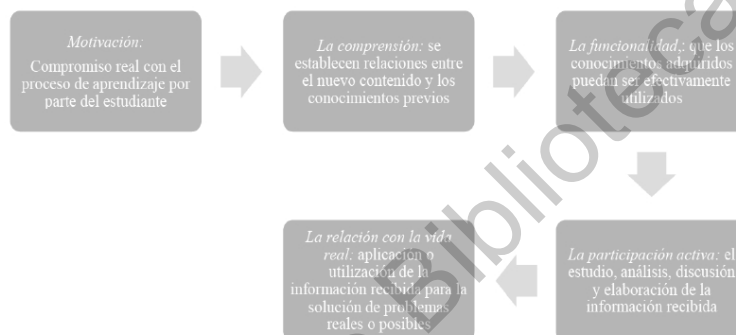 Motivación:
Compromiso real con el
proceso de aprendizaje por
parte del estudiante
La comprensión: se
establecen relaciones entre
el nuevo contenido y los
conocimientos previos
La funcionalidad,: que los
conocimientos adquiridos
puedan ser efectivamente
utilizados
La participación activa: el
estudio, análisis, discusión
y elaboración de la
información recibida
La relación con la vida
real: aplicación o
utilización de la
información recibida para la
solución de problemas
reales o posibles
Biblioteca